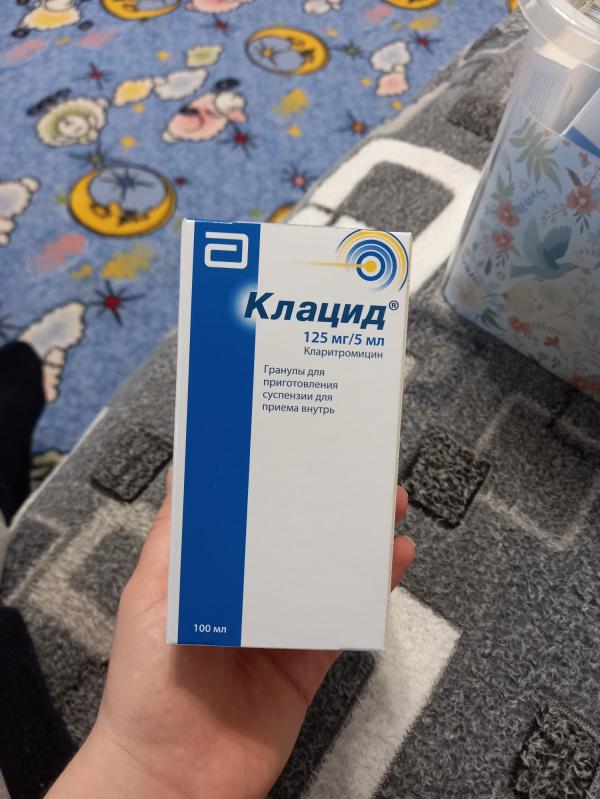 Клацид®
125 мг/5 мл
Кларитромицин
Гранулы для
приготовления
суспензии для
приема внутрь
100 мл